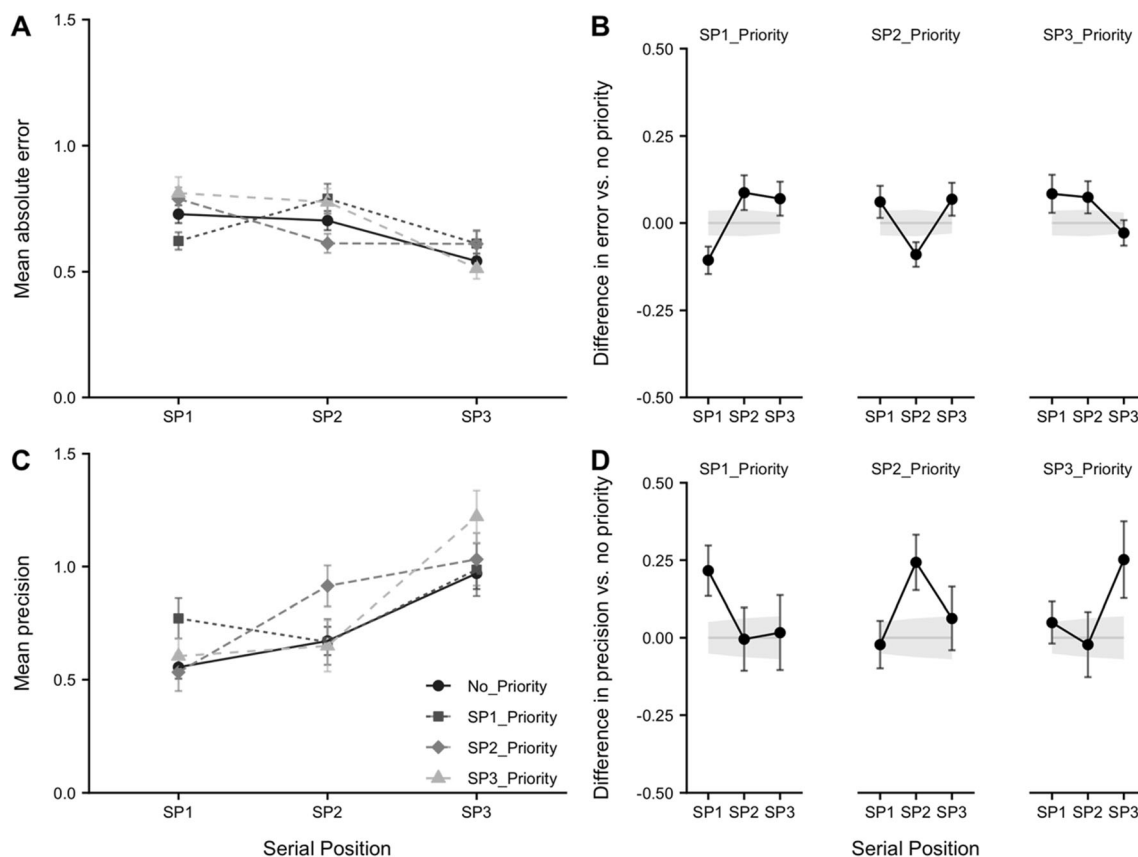 A
1.5
1.0
0.5
0.0
Mean absolute error
SP1
SP2
SP3
B
SP1_Priority
SP2_Priority
SP3_Priority
0.50
0.25
0.00
-0.25
-0.50
Difference in error vs. no priority
SP1 SP2 SP3
SP1 SP2 SP3
SP1 SP2 SP3
C
1.5
1.0
0.5
0.0
Mean precision
No_Priority
SP1_Priority
SP2_Priority
SP3_Priority
SP1
SP2
SP3
Serial Position
D
SP1_Priority
SP2_Priority
SP3_Priority
0.50
0.25
0.00
-0.25
-0.50
Difference in precision vs. no priority
SP1 SP2 SP3
SP1 SP2 SP3
SP1 SP2 SP3
Serial Position